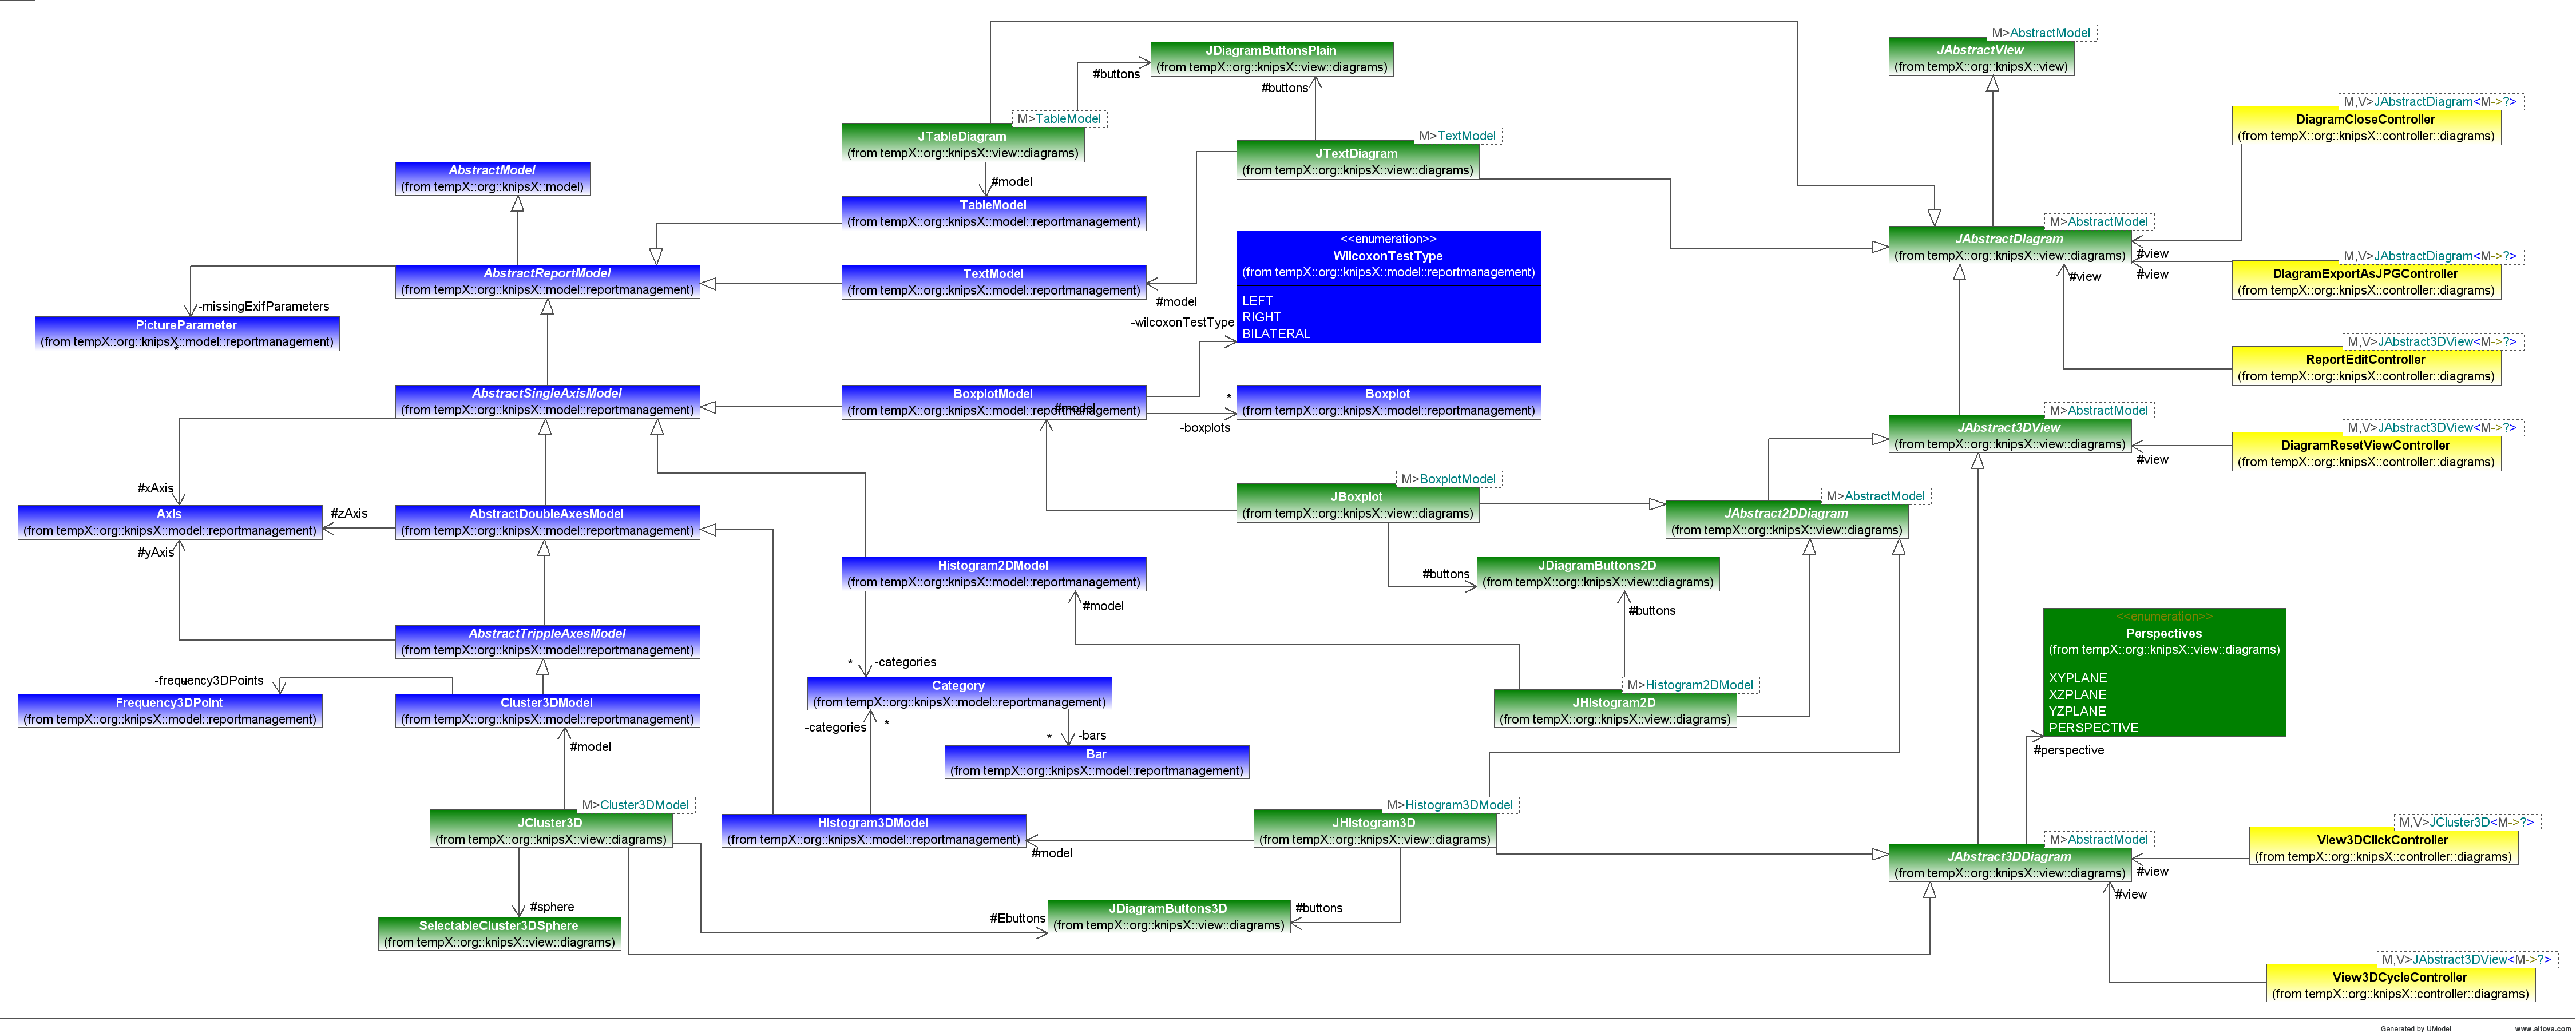 M>AbstractModel
JAbstractView
(from tempX::org::knipsX::view)
JDiagramButtonsPlain
(from tempX::org::knipsX::view::diagrams)
#buttons
#buttons
M>TableModel
JTableDiagram
(from tempX::org::knipsX::view::diagrams)
M>TextModel
JTextDiagram
(from tempX::org::knipsX::view::diagrams)
M,V>JAbstractDiagram<M->?>
DiagramCloseController
(from tempX::org::knipsX::controller::diagrams)
AbstractModel
(from tempX::org::knipsX::model)
#model
TableModel
(from tempX::org::knipsX::model::reportmanagement)
M>AbstractModel
JAbstractDiagram
(from tempX::org::knipsX::view::diagrams)
#view
#view
#view
<<enumeration>>
WilcoxonTestType
(from tempX::org::knipsX::model::reportmanagement)
LEFT
RIGHT
BILATERAL
M,V>JAbstractDiagram<M->?>
DiagramExportAsJPGController
(from tempX::org::knipsX::controller::diagrams)
AbstractReportModel
(from tempX::org::knipsX::model::reportmanagement)
TextModel
(from tempX::org::knipsX::model::reportmanagement)
#model
-missingExifParameters
PictureParameter
(from tempX::org::knipsX::model::reportmanagement)
*
-wilcoxonTestType
M,V>JAbstract3DView<M->?>
ReportEditController
(from tempX::org::knipsX::controller::diagrams)
AbstractSingleAxisModel
(from tempX::org::knipsX::model::reportmanagement)
BoxplotModel
(from tempX::org::knipsX::model::reportmanagement)
#model
*
-boxplots
Boxplot
(from tempX::org::knipsX::model::reportmanagement)
M>AbstractModel
JAbstract3DView
(from tempX::org::knipsX::view::diagrams)
#view
M,V>JAbstract3DView<M->?>
DiagramResetViewController
(from tempX::org::knipsX::controller::diagrams)
M>BoxplotModel
JBoxplot
(from tempX::org::knipsX::view::diagrams)
M>AbstractModel
JAbstract2DDiagram
(from tempX::org::knipsX::view::diagrams)
#xAxis
Axis
(from tempX::org::knipsX::model::reportmanagement)
#zAxis
#yAxis
AbstractDoubleAxesModel
(from tempX::org::knipsX::model::reportmanagement)
Histogram2DModel
(from tempX::org::knipsX::model::reportmanagement)
#model
#buttons
JDiagramButtons2D
(from tempX::org::knipsX::view::diagrams)
#buttons
AbstractTrippleAxesModel
(from tempX::org::knipsX::model::reportmanagement)
<<enumeration>>
Perspectives
(from tempX::org::knipsX::view::diagrams)
XYPLANE
XZPLANE
YZPLANE
PERSPECTIVE
#perspective
-frequency3DPoints
*
Frequency3DPoint
(from tempX::org::knipsX::model::reportmanagement)
Cluster3DModel
(from tempX::org::knipsX::model::reportmanagement)
#model
*
-categories
Category
(from tempX::org::knipsX::model::reportmanagement)
-categories
*
*
-bars
Bar
(from tempX::org::knipsX::model::reportmanagement)
M>Histogram2DModel
JHistogram2D
(from tempX::org::knipsX::view::diagrams)
M>Cluster3DModel
JCluster3D
(from tempX::org::knipsX::view::diagrams)
Histogram3DModel
(from tempX::org::knipsX::model::reportmanagement)
#model
M>Histogram3DModel
JHistogram3D
(from tempX::org::knipsX::view::diagrams)
M>AbstractModel
JAbstract3DDiagram
(from tempX::org::knipsX::view::diagrams)
#view
#view
M,V>JCluster3D<M->?>
View3DClickController
(from tempX::org::knipsX::controller::diagrams)
#sphere
SelectableCluster3DSphere
(from tempX::org::knipsX::view::diagrams)
#Ebuttons
JDiagramButtons3D
(from tempX::org::knipsX::view::diagrams)
#buttons
M,V>JAbstract3DView<M->?>
View3DCycleController
(from tempX::org::knipsX::controller::diagrams)
Generated by UModel
www.altova.com